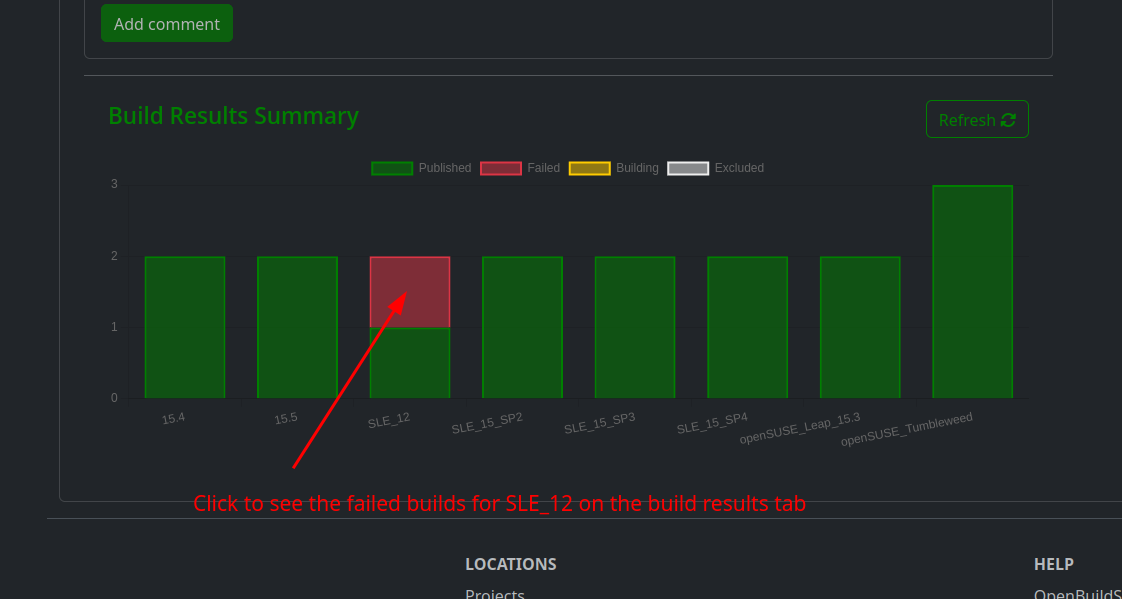 Add comment
Build Results Summary
Refresh
Published Failed Building Excluded
3
2
1
0
15.4 15.5 SLE_12 SLE_15_SP2 SLE_15_SP3 SLE_15_SP4 openSUSE_Leap_15.3 openSUSE_Tumbleweed
Click to see the failed builds for SLE_12 on the build results tab
LOCATIONS HELP
Projects OpenBuildS